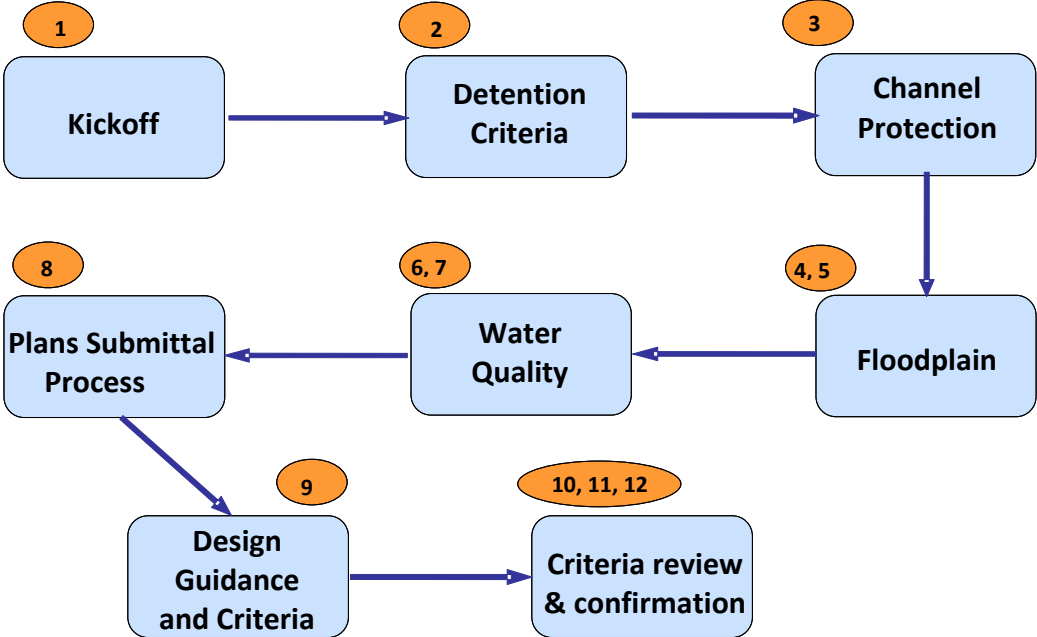 1
Kickoff
2
Detention
Criteria
3
Channel
Protection
4, 5
Floodplain
6, 7
Water
Quality
8
Plans Submittal
Process
9
Design
Guidance
and Criteria
10, 11, 12
Criteria review
& confirmation